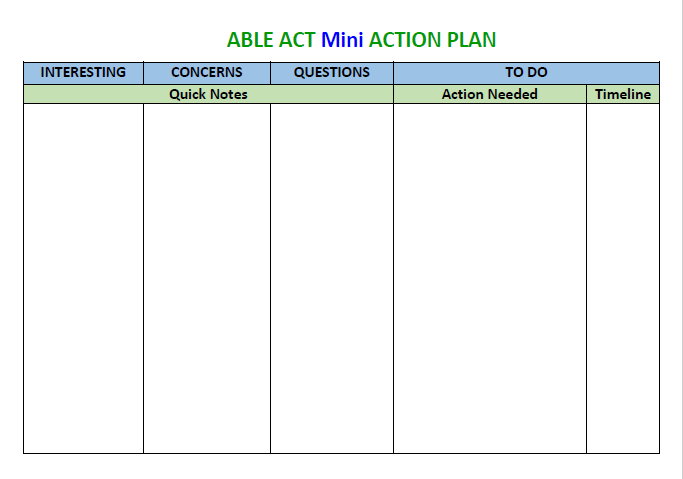 ABLE ACT Mini ACTION PLAN
INTERESTING CONCERNS QUESTIONS TO DO
Quick Notes Action Needed Timeline